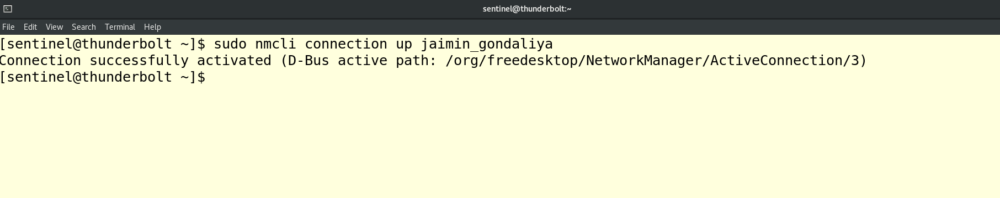 sentinel@thunderbolt:~
File Edit View Search Terminal Help
[sentinel@thunderbolt ~]$ sudo nmcli connection up jaimin_gondaliya
Connection successfully activated (D-Bus active path: /org/freedesktop/NetworkManager/ActiveConnection/3)
[sentinel@thunderbolt ~]$